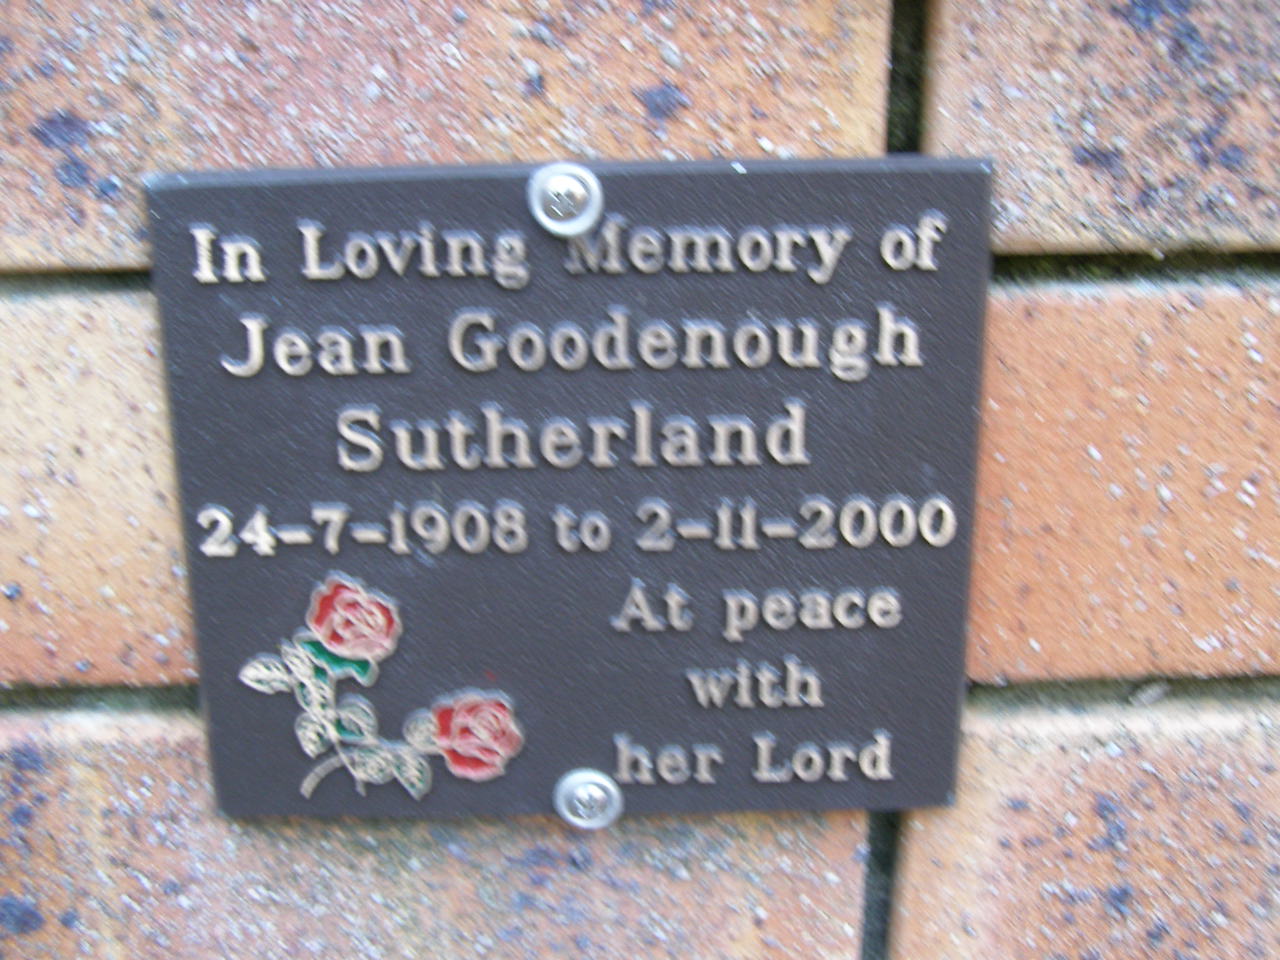 In Loving Memory of
Jean Goodenough
Sutherland
24-7-1908 to 2-11-2000
At peace
with
her Lord